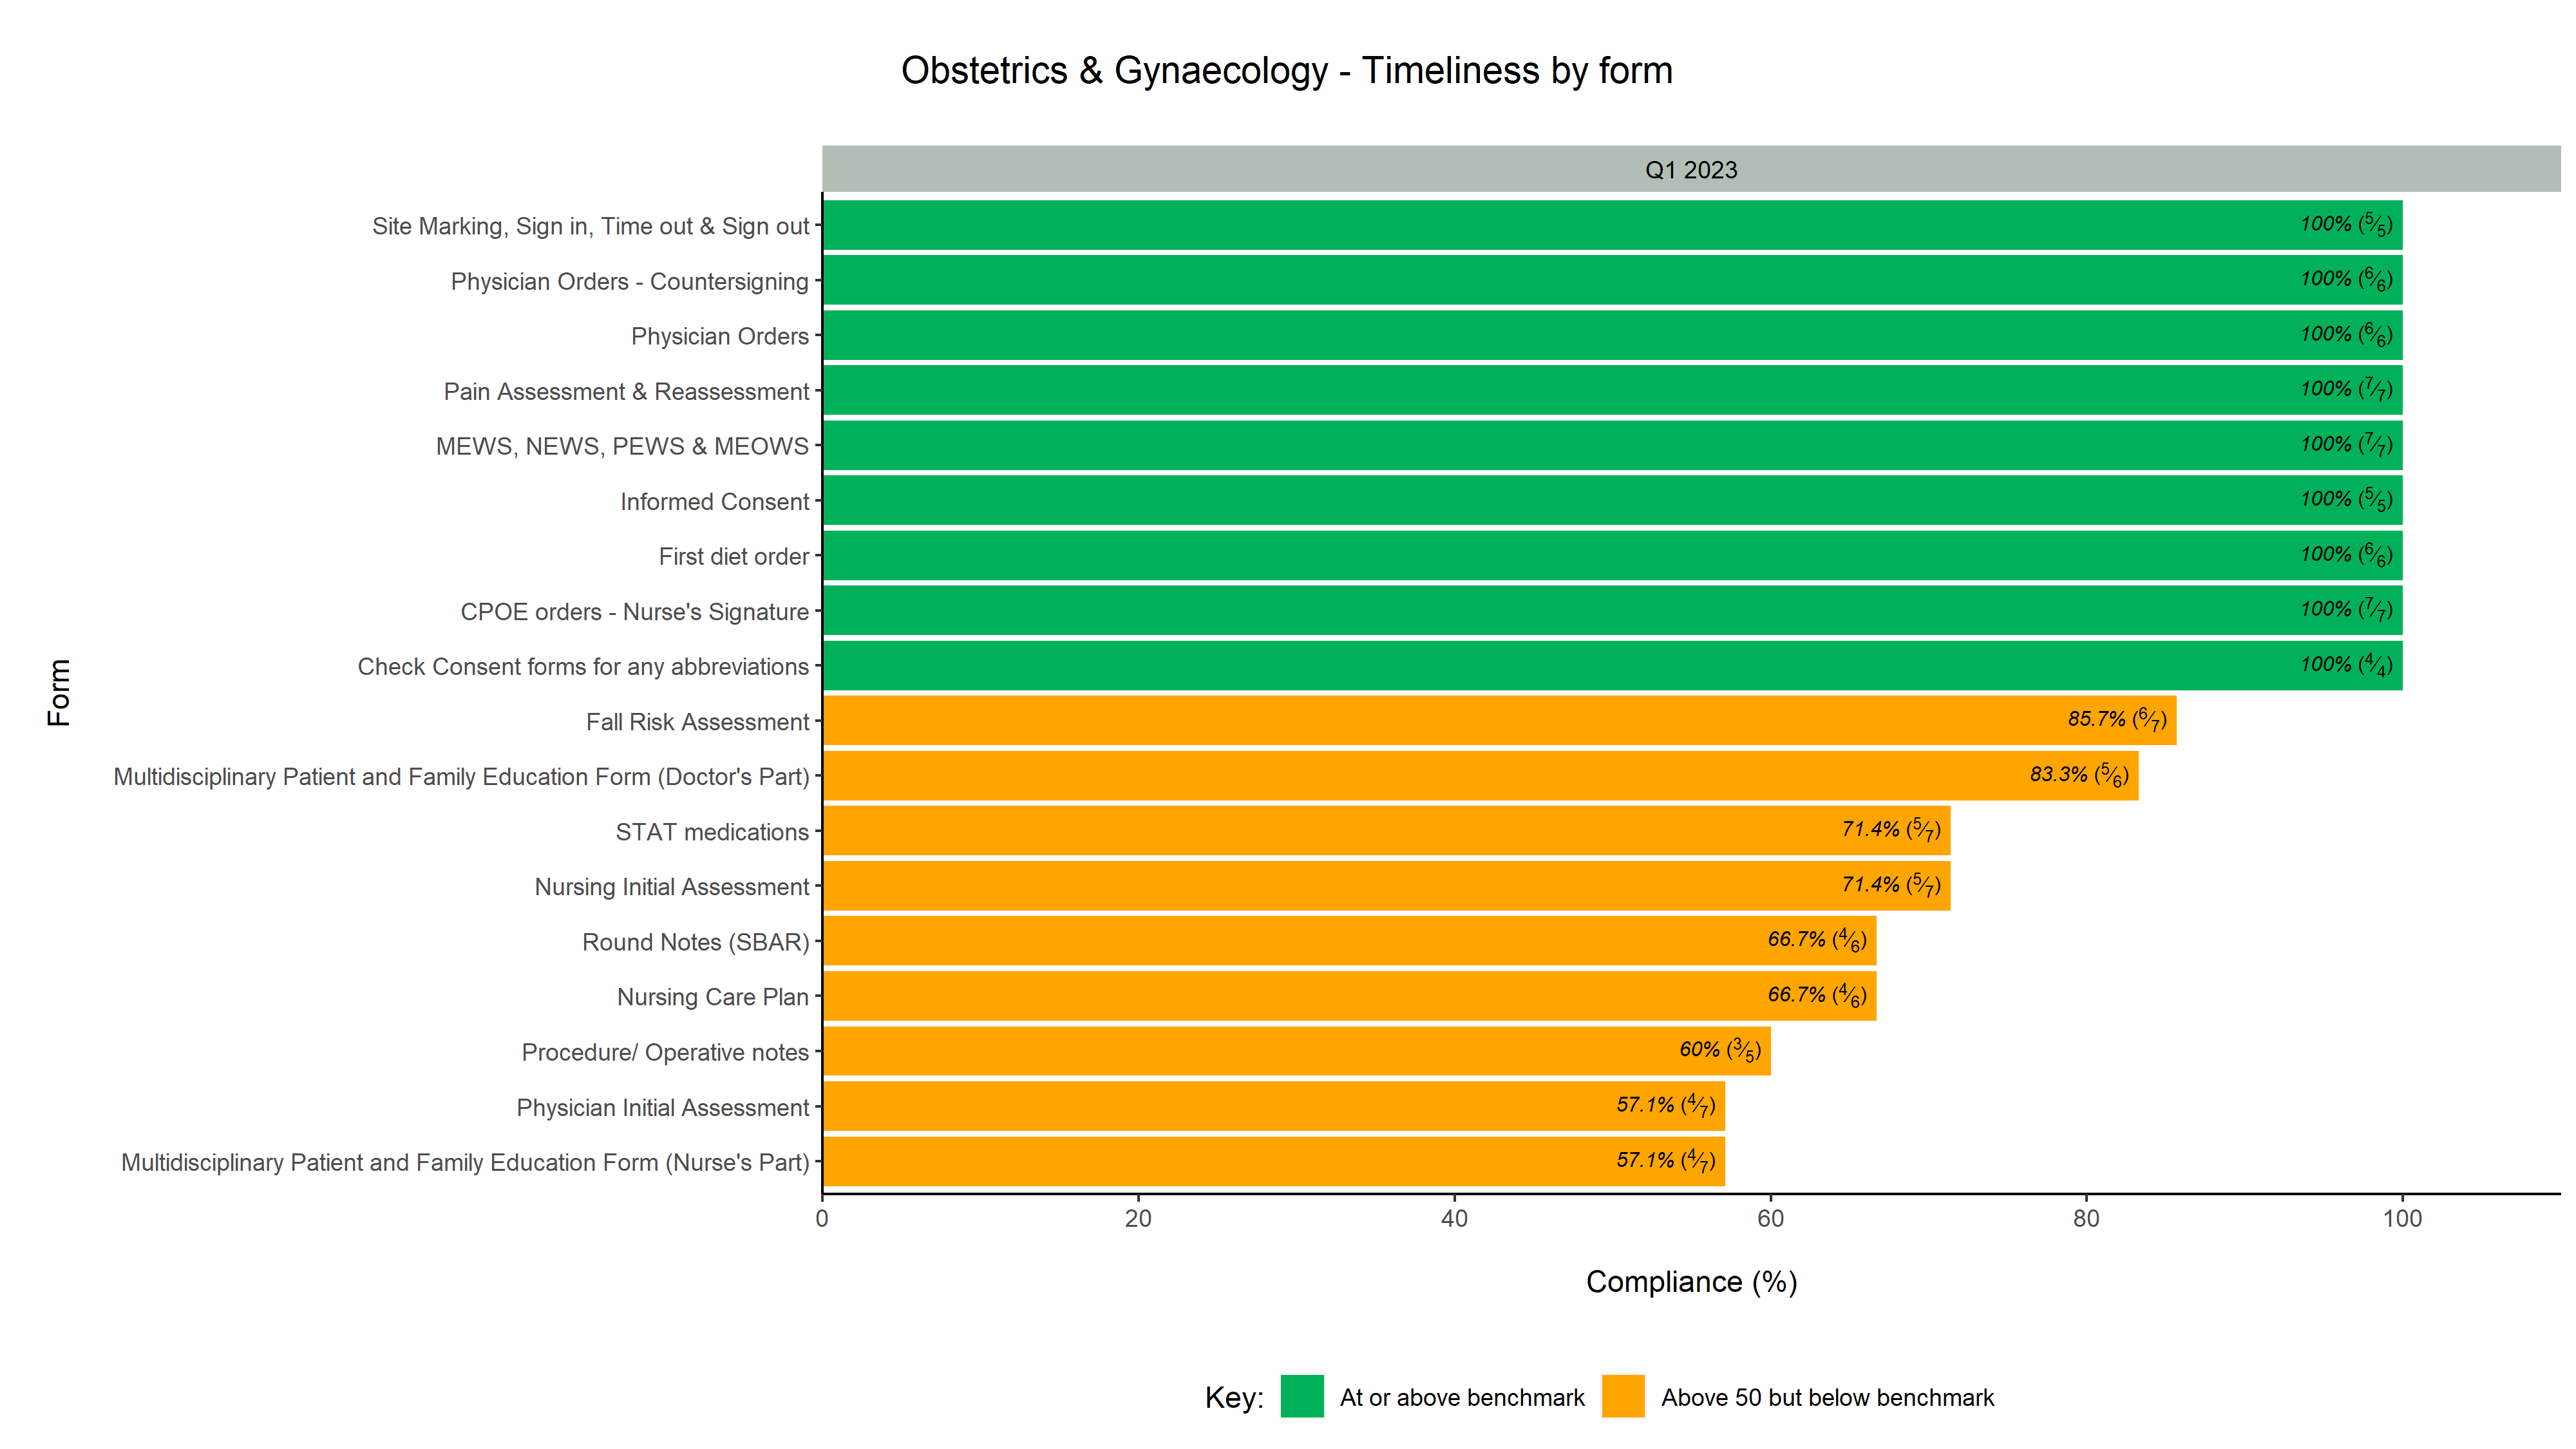 Obstetrics & Gynaecology - Timeliness by form
Q1 2023
Form
Site Marking, Sign in, Time out & Sign out 100% (5⁄5)
Physician Orders - Countersigning 100% (6⁄6)
Physician Orders 100% (6⁄6)
Pain Assessment & Reassessment 100% (7⁄7)
MEWS, NEWS, PEWS & MEOWS 100% (7⁄7)
Informed Consent 100% (5⁄5)
First diet order 100% (6⁄6)
CPOE orders - Nurse's Signature 100% (7⁄7)
Check Consent forms for any abbreviations 100% (4⁄4)
Fall Risk Assessment 85.7% (6⁄7)
Multidisciplinary Patient and Family Education Form (Doctor's Part) 83.3% (5⁄6)
STAT medications 71.4% (5⁄7)
Nursing Initial Assessment 71.4% (5⁄7)
Round Notes (SBAR) 66.7% (4⁄6)
Nursing Care Plan 66.7% (4⁄6)
Procedure/ Operative notes 60% (3⁄5)
Physician Initial Assessment 57.1% (4⁄7)
Multidisciplinary Patient and Family Education Form (Nurse's Part) 57.1% (4⁄7)
0 20 40 60 80 100
Compliance (%)
Key: At or above benchmark Above 50 but below benchmark